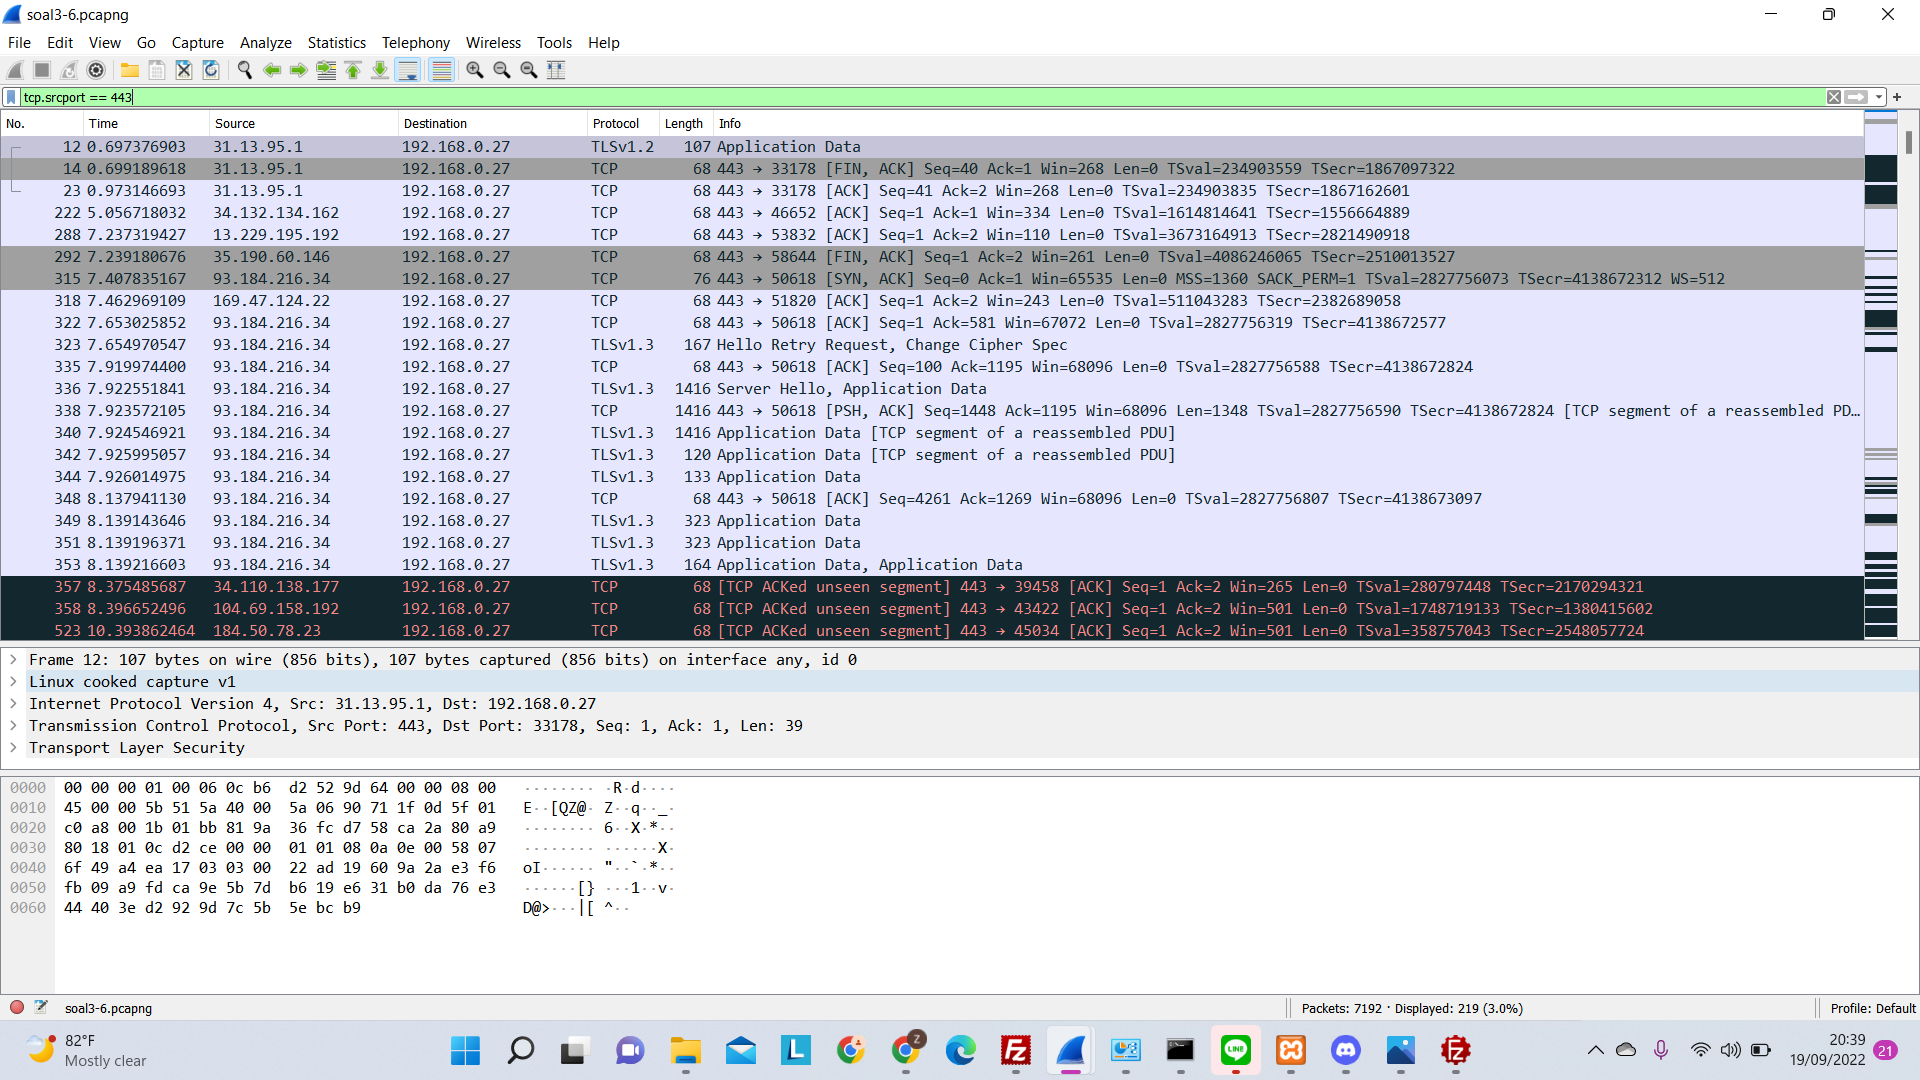 soal3-6.pcapng
File Edit View Go Capture Analyze Statistics Telephony Wireless Tools Help
tcp.srcport == 443
No. Time Source Destination Protocol Length Info
12 0.697376903 31.13.95.1 192.168.0.27 TLSv1.2 107 Application Data
14 0.699189618 31.13.95.1 192.168.0.27 TCP 68 443 → 33178 [FIN, ACK] Seq=40 Ack=1 Win=268 Len=0 TSval=234903559 TSecr=1867097322
23 0.973146693 31.13.95.1 192.168.0.27 TCP 68 443 → 33178 [ACK] Seq=41 Ack=2 Win=268 Len=0 TSval=234903835 TSecr=1867162601
222 5.056718032 34.132.134.162 192.168.0.27 TCP 68 443 → 46652 [ACK] Seq=1 Ack=1 Win=334 Len=0 TSval=1614814641 TSecr=1556664889
288 7.237319427 13.229.195.192 192.168.0.27 TCP 68 443 → 53832 [ACK] Seq=1 Ack=2 Win=110 Len=0 TSval=3673164913 TSecr=2821490918
292 7.239180676 35.190.60.146 192.168.0.27 TCP 68 443 → 58644 [FIN, ACK] Seq=1 Ack=2 Win=261 Len=0 TSval=4086246065 TSecr=2510013527
315 7.407835167 93.184.216.34 192.168.0.27 TCP 76 443 → 50618 [SYN, ACK] Seq=0 Ack=1 Win=65535 Len=0 MSS=1360 SACK_PERM=1 TSval=2827756073 TSecr=4138672312 WS=512
318 7.462969109 169.47.124.22 192.168.0.27 TCP 68 443 → 51820 [ACK] Seq=1 Ack=2 Win=243 Len=0 TSval=511043283 TSecr=2382689058
322 7.653025852 93.184.216.34 192.168.0.27 TCP 68 443 → 50618 [ACK] Seq=1 Ack=581 Win=67072 Len=0 TSval=2827756319 TSecr=4138672577
323 7.654970547 93.184.216.34 192.168.0.27 TLSv1.3 167 Hello Retry Request, Change Cipher Spec
335 7.919974400 93.184.216.34 192.168.0.27 TCP 68 443 → 50618 [ACK] Seq=100 Ack=1195 Win=68096 Len=0 TSval=2827756588 TSecr=4138672824
336 7.922551841 93.184.216.34 192.168.0.27 TLSv1.3 1416 Server Hello, Application Data
338 7.923572105 93.184.216.34 192.168.0.27 TCP 1416 443 → 50618 [PSH, ACK] Seq=1448 Ack=1195 Win=68096 Len=1348 TSval=2827756590 TSecr=4138672824 [TCP segment of a reassembled PD…
340 7.924546921 93.184.216.34 192.168.0.27 TLSv1.3 1416 Application Data [TCP segment of a reassembled PDU]
342 7.925995057 93.184.216.34 192.168.0.27 TLSv1.3 120 Application Data [TCP segment of a reassembled PDU]
344 7.926014975 93.184.216.34 192.168.0.27 TLSv1.3 133 Application Data
348 8.137941130 93.184.216.34 192.168.0.27 TCP 68 443 → 50618 [ACK] Seq=4261 Ack=1269 Win=68096 Len=0 TSval=2827756807 TSecr=4138673097
349 8.139143646 93.184.216.34 192.168.0.27 TLSv1.3 323 Application Data
351 8.139196371 93.184.216.34 192.168.0.27 TLSv1.3 323 Application Data
353 8.139216603 93.184.216.34 192.168.0.27 TLSv1.3 164 Application Data, Application Data
357 8.375485687 34.110.138.177 192.168.0.27 TCP 68 [TCP ACKed unseen segment] 443 → 39458 [ACK] Seq=1 Ack=2 Win=265 Len=0 TSval=280797448 TSecr=2170294321
358 8.396652496 104.69.158.192 192.168.0.27 TCP 68 [TCP ACKed unseen segment] 443 → 43422 [ACK] Seq=1 Ack=2 Win=501 Len=0 TSval=1748719133 TSecr=1380415602
523 10.393862464 184.50.78.23 192.168.0.27 TCP 68 [TCP ACKed unseen segment] 443 → 45034 [ACK] Seq=1 Ack=2 Win=501 Len=0 TSval=358757043 TSecr=2548057724
Frame 12: 107 bytes on wire (856 bits), 107 bytes captured (856 bits) on interface any, id 0
Linux cooked capture v1
Internet Protocol Version 4, Src: 31.13.95.1, Dst: 192.168.0.27
Transmission Control Protocol, Src Port: 443, Dst Port: 33178, Seq: 1, Ack: 1, Len: 39
Transport Layer Security
0000 00 00 00 01 00 06 0c b6 d2 52 9d 64 00 00 08 00 ········ ·R·d····
0010 45 00 00 5b 51 5a 40 00 5a 06 90 71 1f 0d 5f 01 E··[QZ@· Z··q··_·
0020 c0 a8 00 1b 01 bb 81 9a 36 fc d7 58 ca 2a 80 a9 ········ 6··X·*··
0030 80 18 01 0c d2 ce 00 00 01 01 08 0a 0e 00 58 07 ········ ······X·
0040 6f 49 a4 ea 17 03 03 00 22 ad 19 60 9a 2a e3 f6 oI······ "··`·*··
0050 fb 09 a9 fd ca 9e 5b 7d b6 19 e6 31 b0 da 76 e3 ······[} ···1··v·
0060 44 40 3e d2 92 9d 7c 5b 5e bc b9 D@>···|[ ^··
soal3-6.pcapng
Packets: 7192 · Displayed: 219 (3.0%)
Profile: Default
82°F
Mostly clear
L
Z
Fz
LINE
Fz
20:39
19/09/2022
21